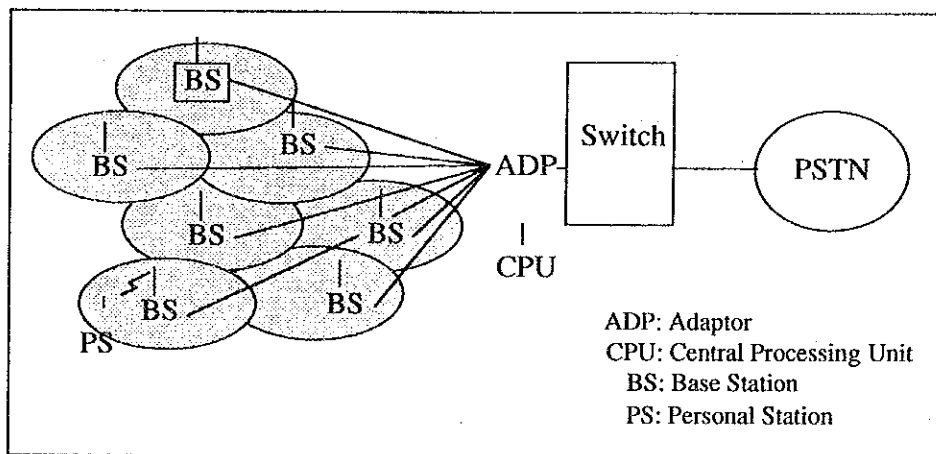 BS
BS
BS
BS
BS
BS
BS
PS
ADP
CPU
Switch
PSTN
ADP: Adaptor
CPU: Central Processing Unit
BS: Base Station
PS: Personal Station